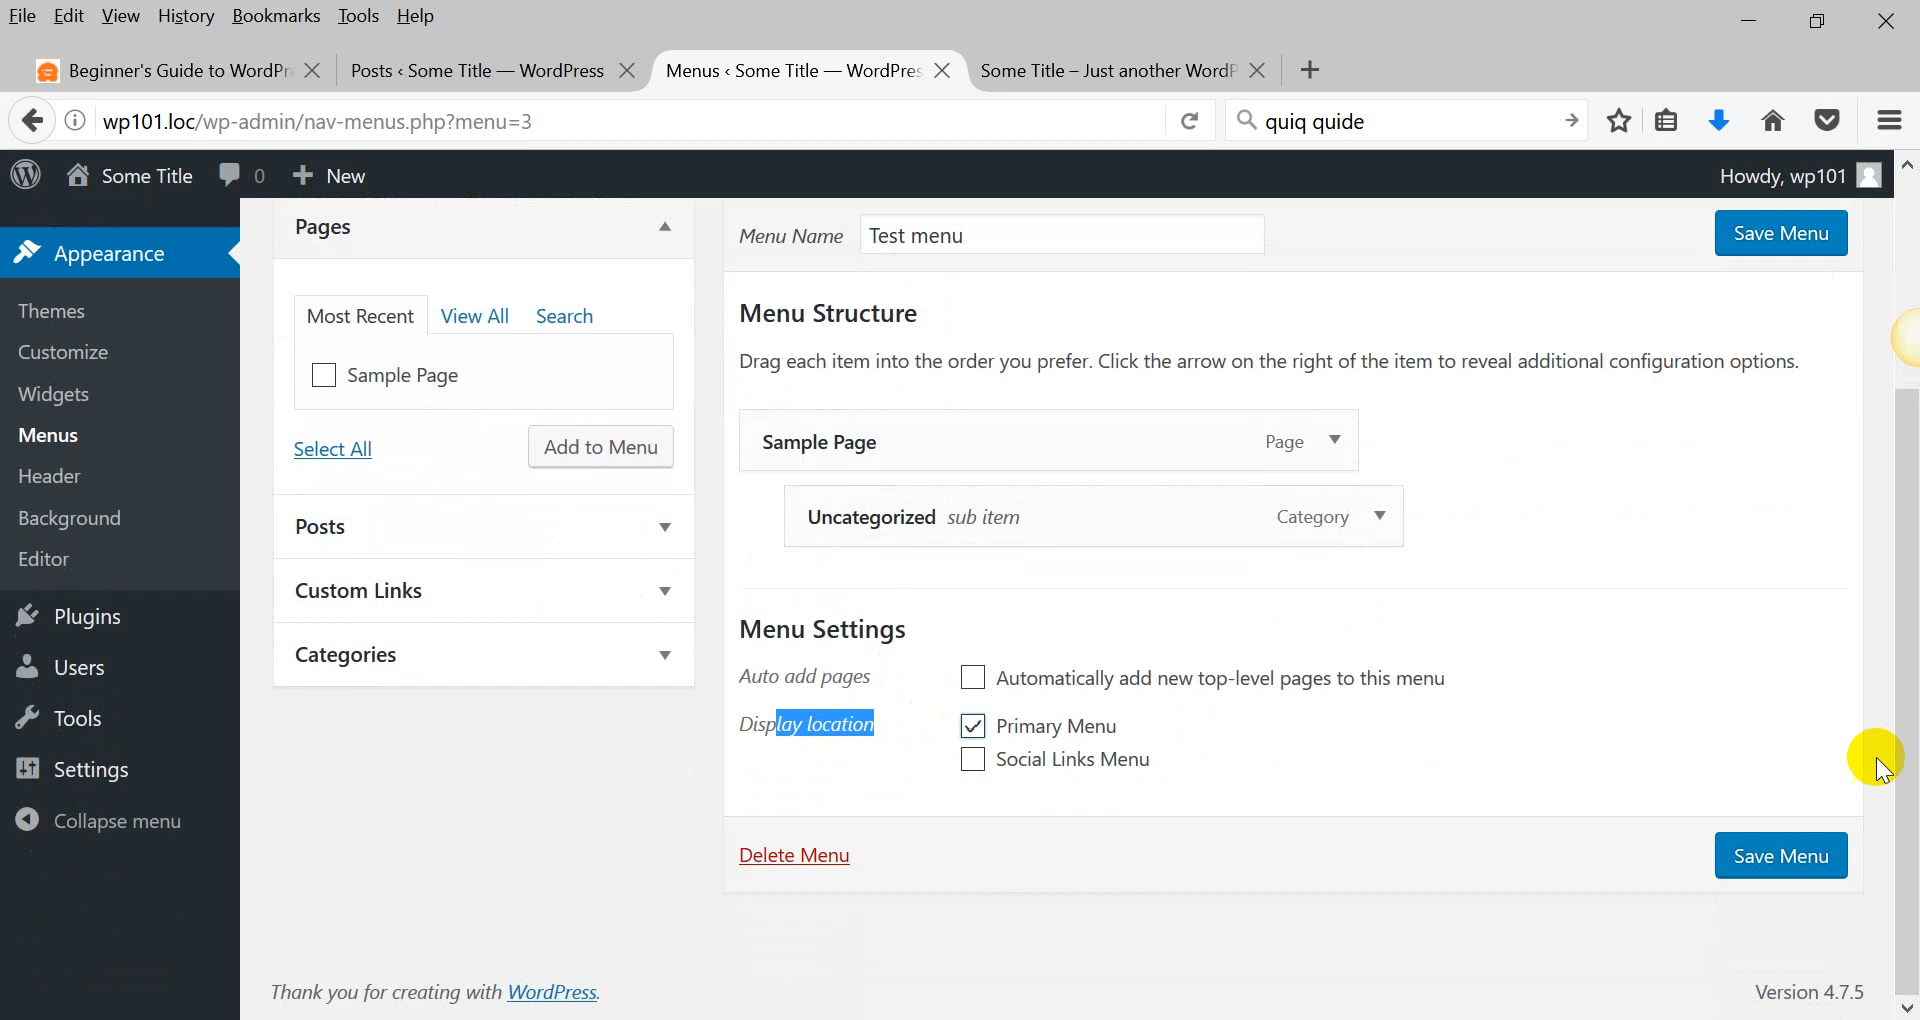 File Edit View History Bookmarks Tools Help
Beginner's Guide to WordPr
Posts ‹ Some Title — WordPress
Menus ‹ Some Title — WordPres
Some Title – Just another WordP
wp101.loc/wp-admin/nav-menus.php?menu=3
quiq quide
Some Title 0 New
Howdy, wp101
Appearance
Themes
Customize
Widgets
Menus
Header
Background
Editor
Plugins
Users
Tools
Settings
Collapse menu
Pages
Most Recent View All Search
Sample Page
Select All Add to Menu
Posts
Custom Links
Categories
Menu Name Test menu Save Menu
Menu Structure
Drag each item into the order you prefer. Click the arrow on the right of the item to reveal additional configuration options.
Sample Page Page
Uncategorized sub item Category
Menu Settings
Auto add pages Automatically add new top-level pages to this menu
Display location Primary Menu
Social Links Menu
Delete Menu Save Menu
Thank you for creating with WordPress.
Version 4.7.5